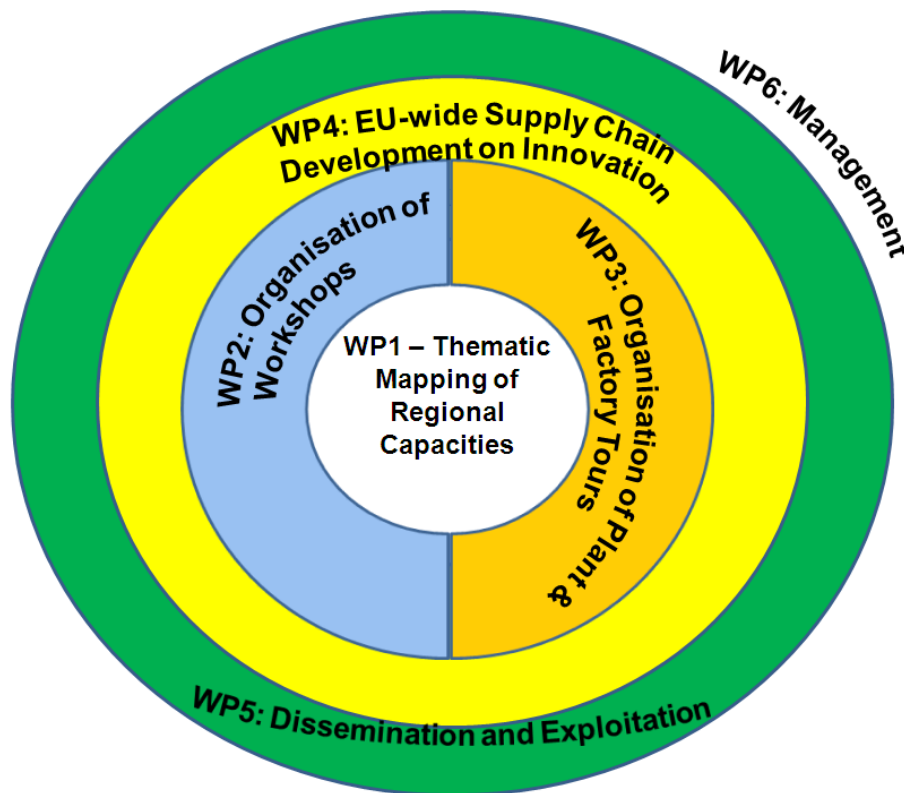 WP6: Management
WP4: EU-wide Supply Chain
Development on Innovation
WP2: Organisation of
Workshops
WP3: Organisation of Plant &
Factory Tours
WP1 – Thematic
Mapping of
Regional
Capacities
WP5: Dissemination and Exploitation